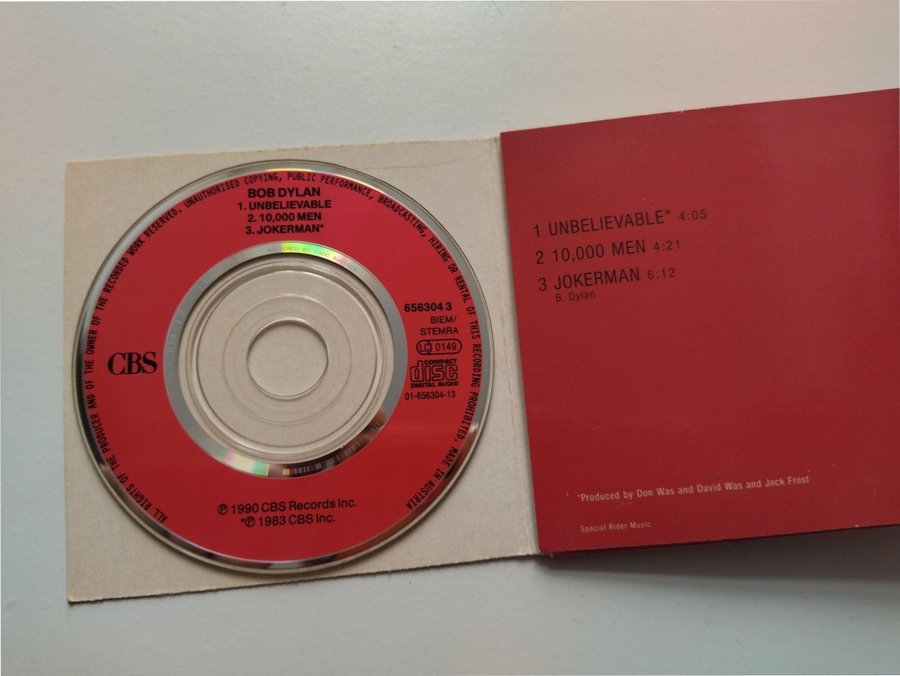 ALL RIGHTS OF THE PRODUCER AND OF THE OWNER OF THE RECORDED WORK RESERVED. UNAUTHORISED COPYING, PUBLIC PERFORMANCE, BROADCASTING, HIRING OR RENTAL OF THIS RECORDING PROHIBITED. MADE IN AUSTRIA
BOB DYLAN
1. UNBELIEVABLE
2. 10,000 MEN
3. JOKERMAN*
CBS
656304 3
BIEM/
STEMRA
LC 0149
COMPACT
disc
DIGITAL AUDIO
01-656304-13
℗ 1990 CBS Records Inc.
*℗ 1983 CBS Inc.
1 UNBELIEVABLE* 4:05
2 10,000 MEN 4:21
3 JOKERMAN 6:12
B. Dylan
*Produced by Don Was and David Was and Jack Frost
Special Rider Music